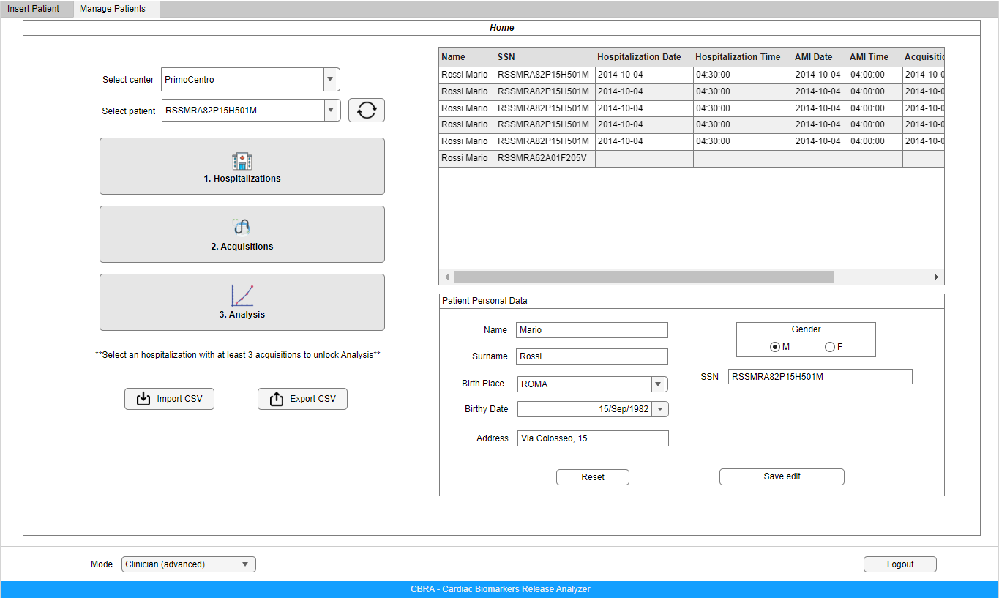 Insert Patient Manage Patients
Home
Select center PrimoCentro
Select patient RSSMRA82P15H501M
1. Hospitalizations
2. Acquisitions
3. Analysis
**Select an hospitalization with at least 3 acquisitions to unlock Analysis**
Import CSV Export CSV
Name SSN Hospitalization Date Hospitalization Time AMI Date AMI Time Acquisitio
Rossi Mario RSSMRA82P15H501M 2014-10-04 04:30:00 2014-10-04 04:00:00 2014-10-0
Rossi Mario RSSMRA82P15H501M 2014-10-04 04:30:00 2014-10-04 04:00:00 2014-10-0
Rossi Mario RSSMRA82P15H501M 2014-10-04 04:30:00 2014-10-04 04:00:00 2014-10-0
Rossi Mario RSSMRA82P15H501M 2014-10-04 04:30:00 2014-10-04 04:00:00 2014-10-0
Rossi Mario RSSMRA82P15H501M 2014-10-04 04:30:00 2014-10-04 04:00:00 2014-10-0
Rossi Mario RSSMRA62A01F205V
Patient Personal Data
Name Mario
Surname Rossi
Birth Place ROMA
Birthy Date 15/Sep/1982
Address Via Colosseo, 15
Gender
M F
SSN RSSMRA82P15H501M
Reset Save edit
Mode Clinician (advanced) Logout
CBRA - Cardiac Biomarkers Release Analyzer